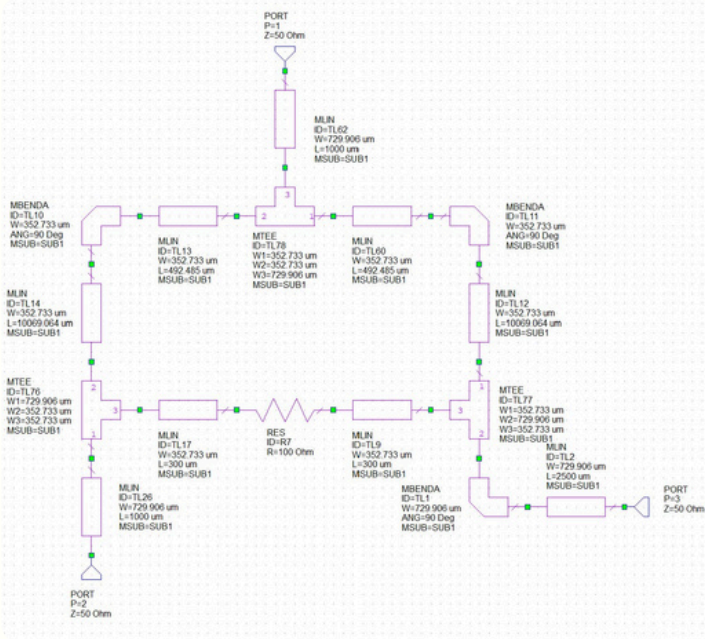 PORT
P=1
Z=50 Ohm
MLIN
ID=TL62
W=729.906 um
L=1000 um
MSUB=SUB1
3
2
1
MBENDA
ID=TL10
W=352.733 um
ANG=90 Deg
MSUB=SUB1
MLIN
ID=TL13
W=352.733 um
L=492.485 um
MSUB=SUB1
MTEE
ID=TL78
W1=352.733 um
W2=352.733 um
W3=729.906 um
MSUB=SUB1
MLIN
ID=TL60
W=352.733 um
L=492.485 um
MSUB=SUB1
MBENDA
ID=TL11
W=352.733 um
ANG=90 Deg
MSUB=SUB1
MLIN
ID=TL14
W=352.733 um
L=10069.064 um
MSUB=SUB1
MLIN
ID=TL12
W=352.733 um
L=10069.064 um
MSUB=SUB1
MTEE
ID=TL76
W1=729.906 um
W2=352.733 um
W3=352.733 um
MSUB=SUB1
2
3
1
MLIN
ID=TL17
W=352.733 um
L=300 um
MSUB=SUB1
RES
ID=R7
R=100 Ohm
MLIN
ID=TL9
W=352.733 um
L=300 um
MSUB=SUB1
1
3
2
MTEE
ID=TL77
W1=352.733 um
W2=729.906 um
W3=352.733 um
MSUB=SUB1
MLIN
ID=TL2
W=729.906 um
L=2500 um
MSUB=SUB1
MLIN
ID=TL26
W=729.906 um
L=1000 um
MSUB=SUB1
MBENDA
ID=TL1
W=729.906 um
ANG=90 Deg
MSUB=SUB1
PORT
P=3
Z=50 Ohm
PORT
P=2
Z=50 Ohm